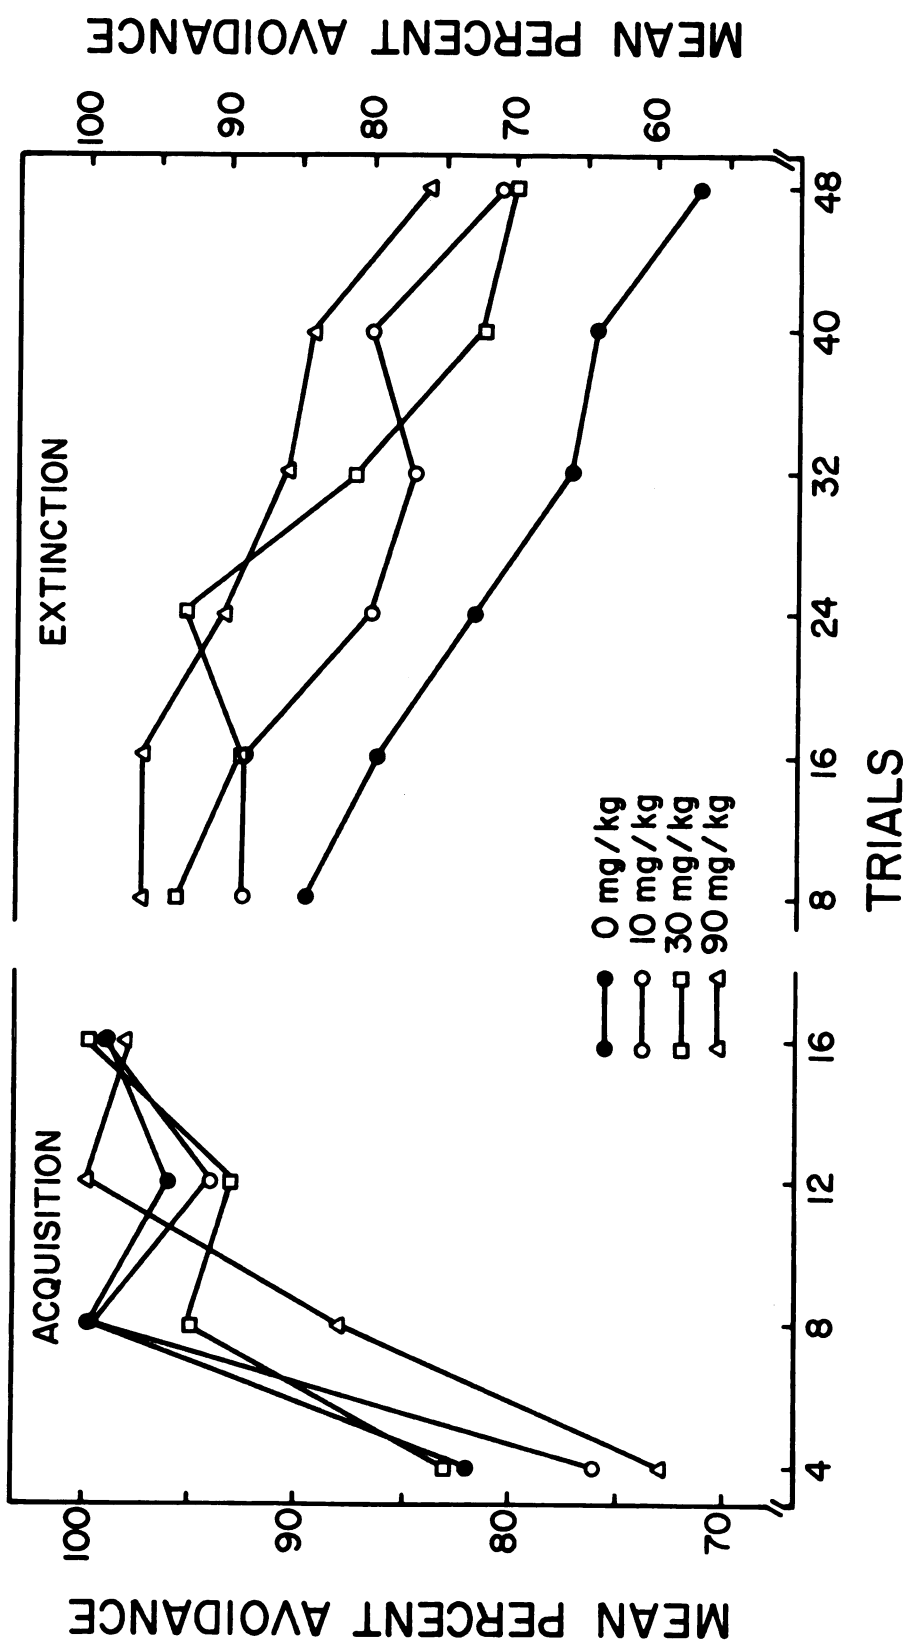 ACQUISITION
EXTINCTION
MEAN PERCENT AVOIDANCE
100
90
80
70
MEAN PERCENT AVOIDANCE
100
90
80
70
60
0 mg/kg
10 mg/kg
30 mg/kg
90 mg/kg
4 8 12 16
8 16 24 32 40 48
TRIALS